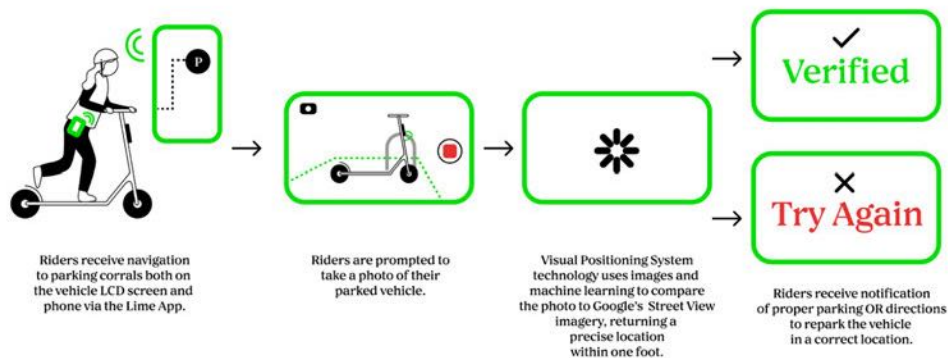 P
Verified
Try Again
Riders receive navigation
to parking corrals both on
the vehicle LCD screen and
phone via the Lime App.
Riders are prompted to
take a photo of their
parked vehicle.
Visual Positioning System
technology uses images and
machine learning to compare
the photo to Google's Street View
imagery, returning a
precise location
within one foot.
Riders receive notification
of proper parking OR directions
to repark the vehicle
in a correct location.